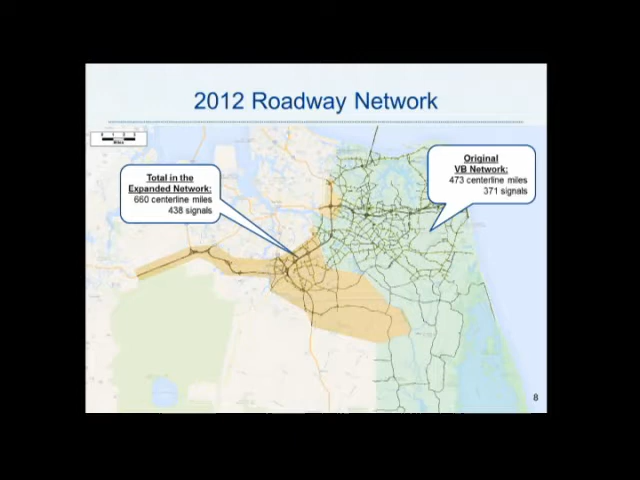 2012 Roadway Network
Miles
Total in the
Expanded Network:
660 centerline miles
438 signals
Original
VB Network:
473 centerline miles
371 signals
8